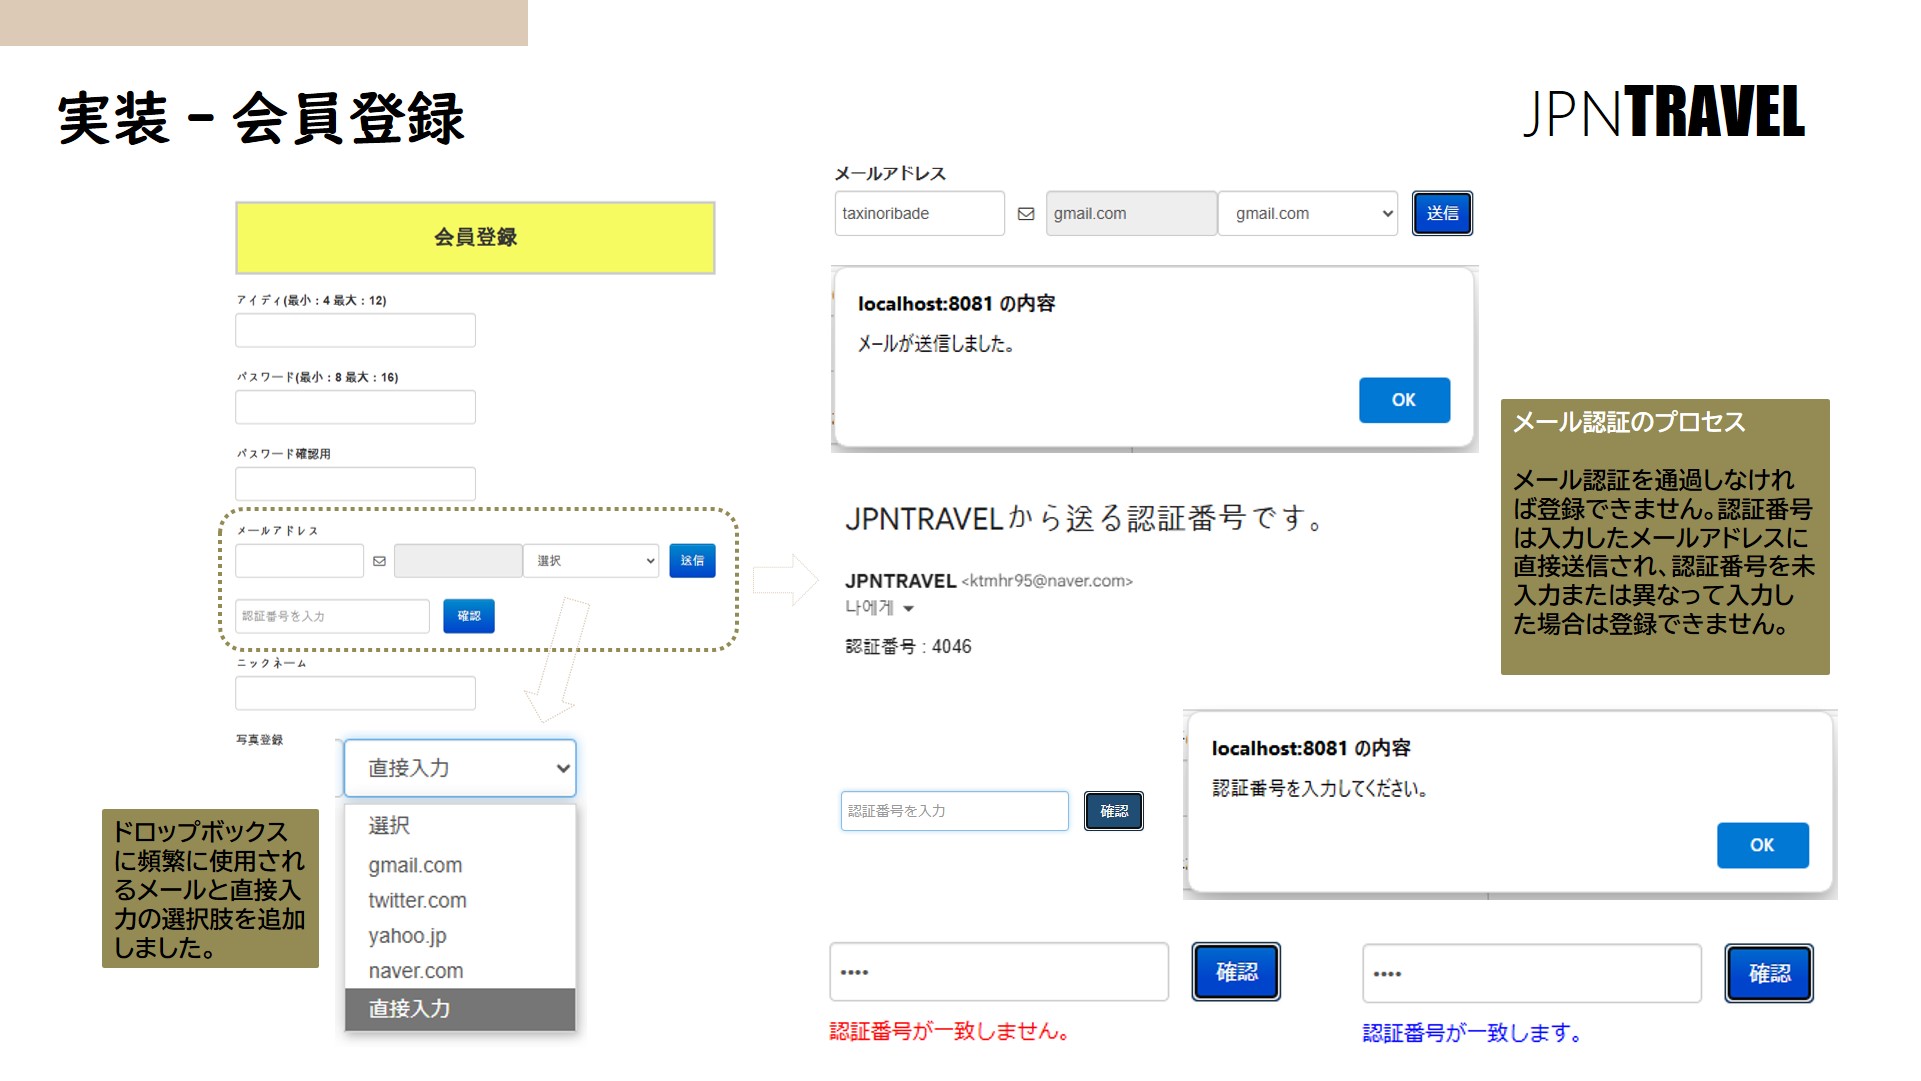 実装 - 会員登録
JPNTRAVEL
会員登録
アイディ(最小 : 4 最大 : 12)
パスワード(最小 : 8 最大 : 16)
パスワード確認用
メールアドレス
選択
送信
認証番号を入力
確認
ニックネーム
写真登録
直接入力
選択
gmail.com
twitter.com
yahoo.jp
naver.com
直接入力
ドロップボックス
に頻繁に使用され
るメールと直接入
力の選択肢を追加
しました。
メールアドレス
taxinoribade
gmail.com
gmail.com
送信
localhost:8081 の内容
メールが送信しました。
OK
JPNTRAVELから送る認証番号です。
JPNTRAVEL <ktmhr95@naver.com>
나에게
認証番号 : 4046
メール認証のプロセス
メール認証を通過しなけれ
ば登録できません。認証番号
は入力したメールアドレスに
直接送信され、認証番号を未
入力または異なって入力し
た場合は登録できません。
認証番号を入力
確認
localhost:8081 の内容
認証番号を入力してください。
OK
••••
確認
認証番号が一致しません。
••••
確認
認証番号が一致します。